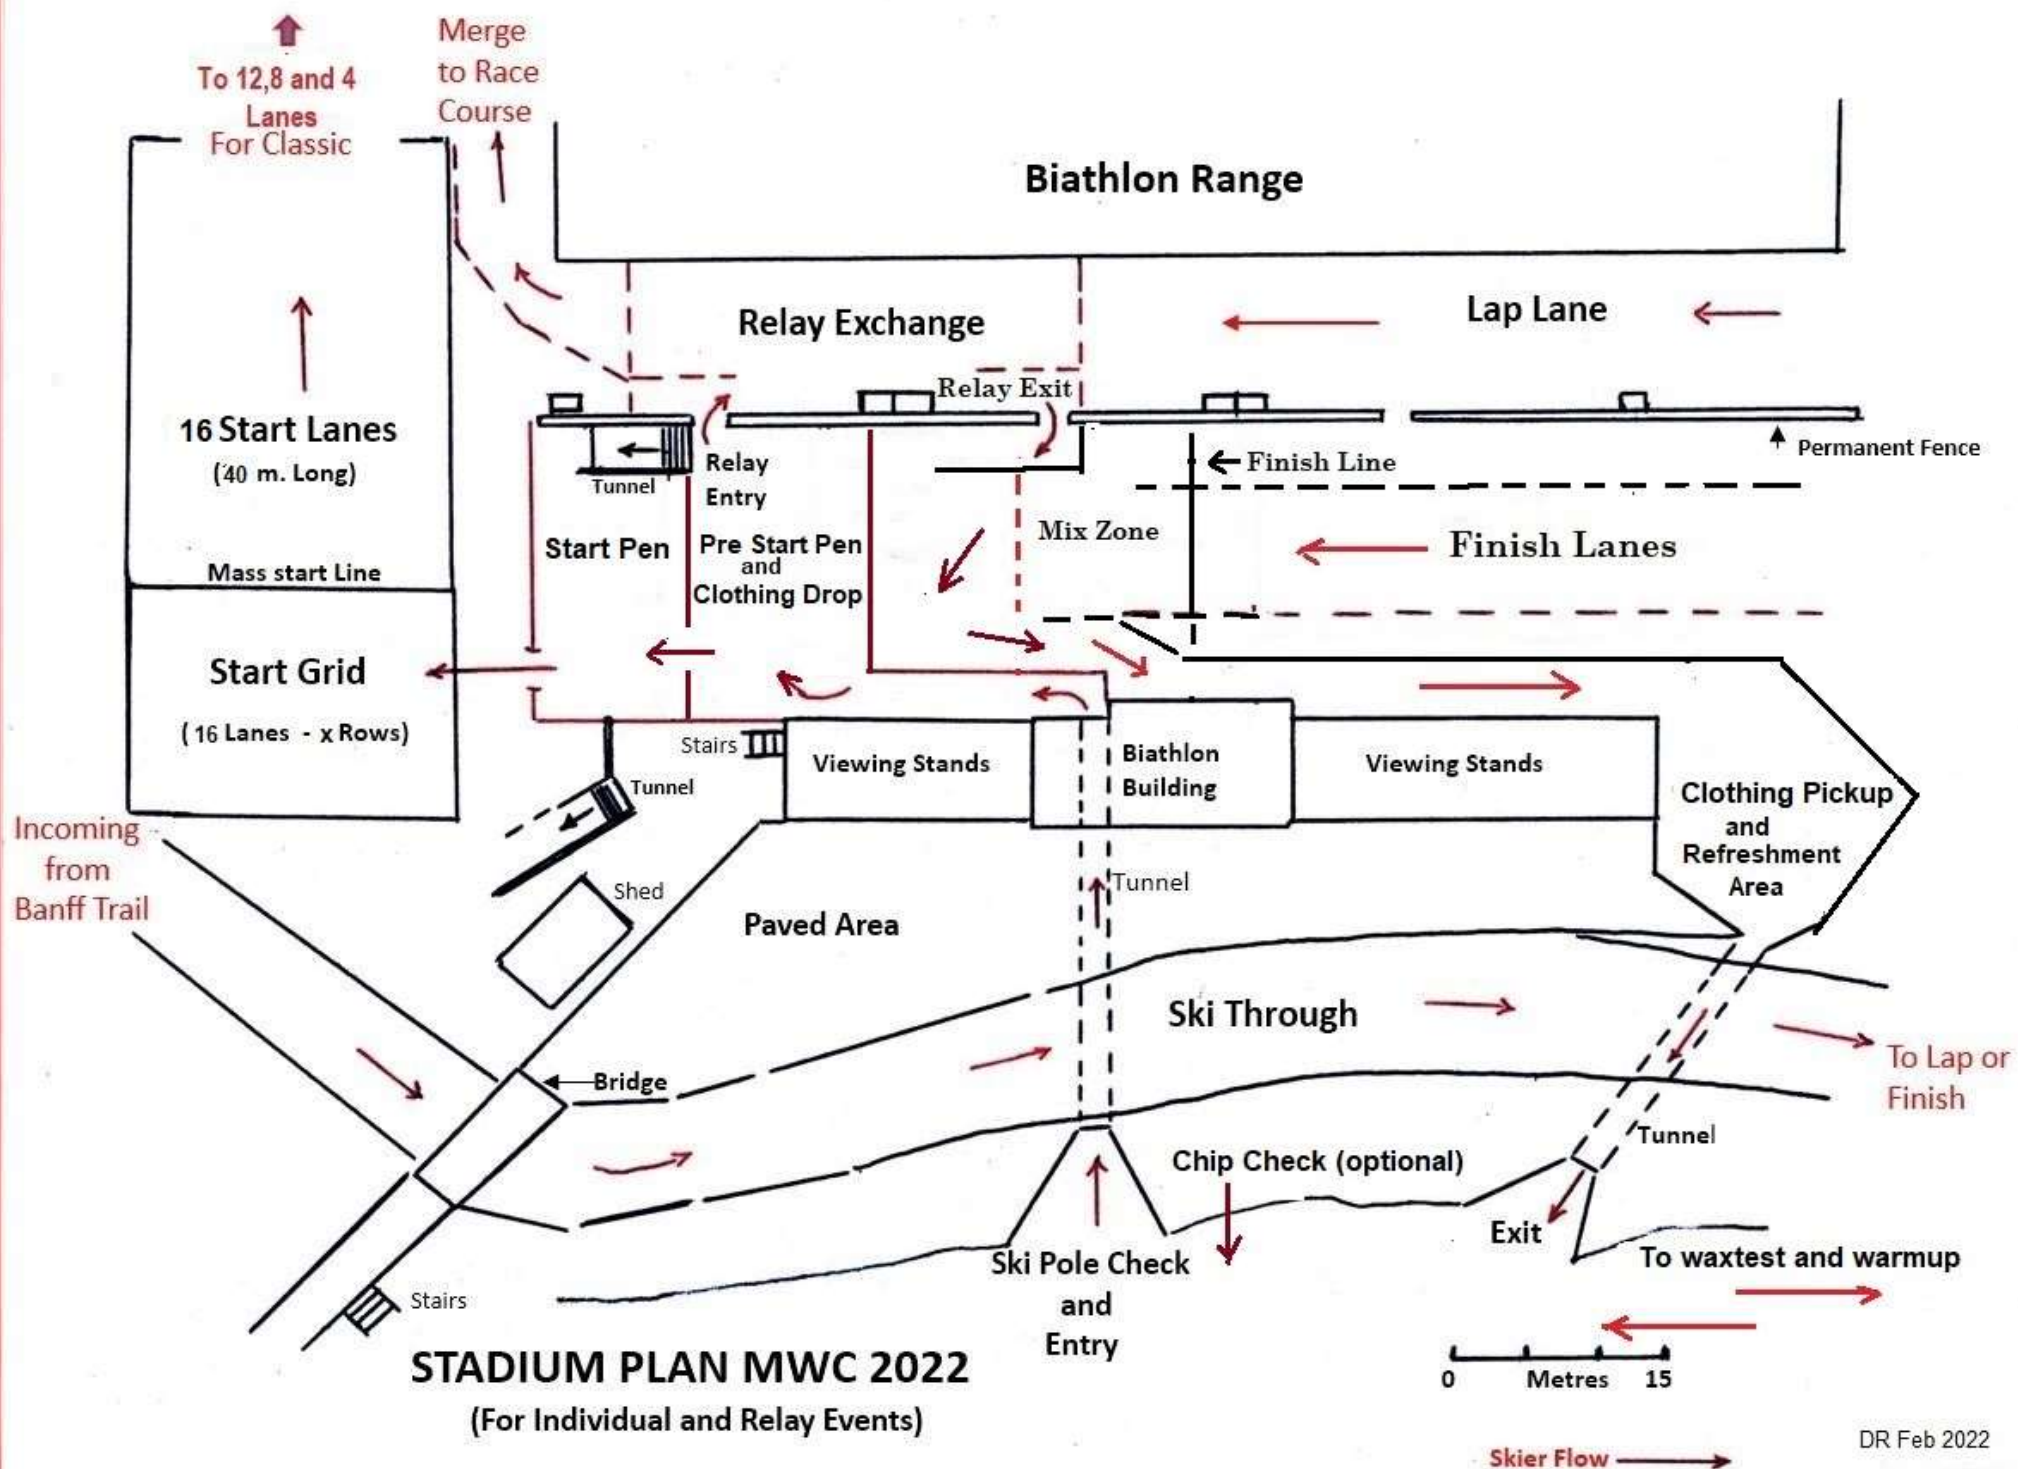 Merge
to Race
Course
To 12,8 and 4
Lanes
For Classic
Biathlon Range
Relay Exchange
Lap Lane
Relay Exit
16 Start Lanes
(40 m. Long)
Tunnel
Relay
Entry
Finish Line
Permanent Fence
Mix Zone
Finish Lanes
Start Pen
Pre Start Pen
and
Clothing Drop
Mass start Line
Start Grid
(16 Lanes - x Rows)
Stairs
Viewing Stands
Biathlon
Building
Viewing Stands
Tunnel
Clothing Pickup
and
Refreshment
Area
Incoming
from
Banff Trail
Shed
Tunnel
Paved Area
Ski Through
Bridge
To Lap or
Finish
Tunnel
Chip Check (optional)
Exit
Ski Pole Check
and
Entry
To waxtest and warmup
Stairs
STADIUM PLAN MWC 2022
(For Individual and Relay Events)
0 Metres 15
DR Feb 2022
Skier Flow